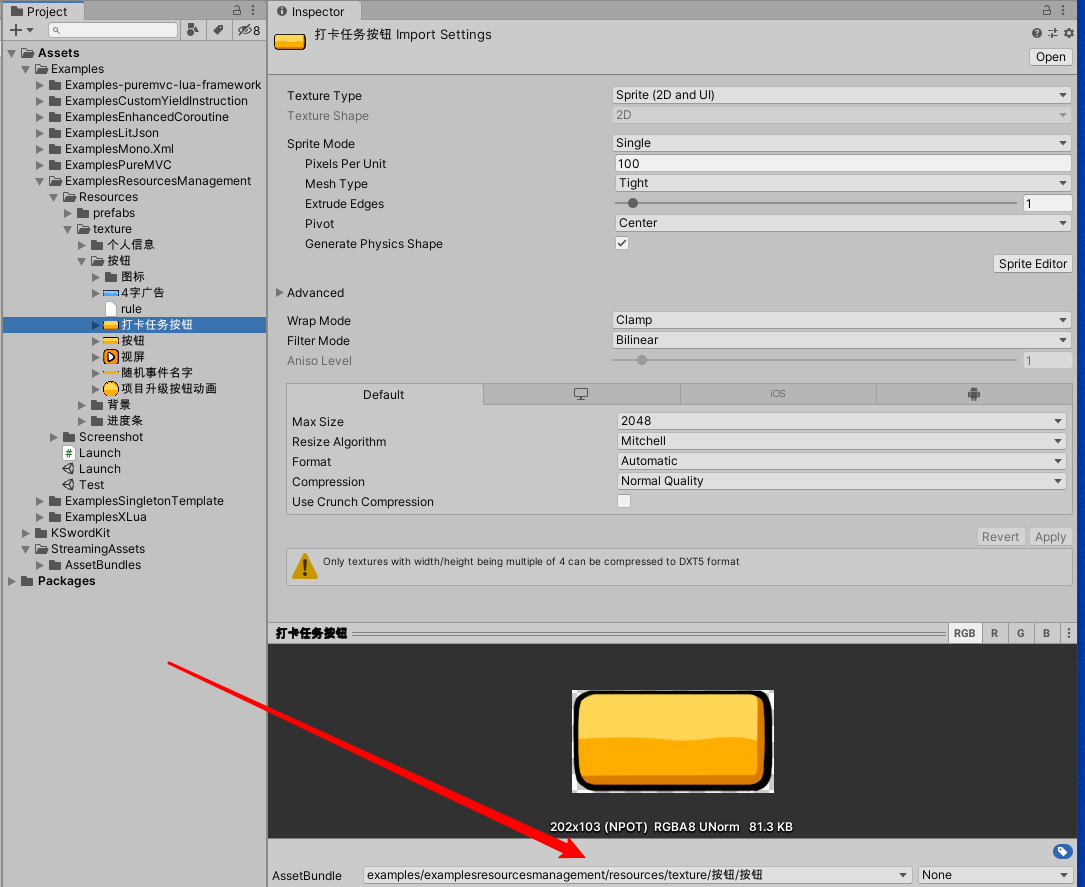 Project
8
Assets
Examples
Examples-puremvc-lua-framework
ExamplesCustomYieldInstruction
ExamplesEnhancedCoroutine
ExamplesLitJson
ExamplesMono.Xml
ExamplesPureMVC
ExamplesResourcesManagement
Resources
prefabs
texture
个人信息
按钮
图标
4字广告
rule
打卡任务按钮
按钮
视屏
随机事件名字
项目升级按钮动画
背景
进度条
Screenshot
# Launch
Launch
Test
ExamplesSingletonTemplate
ExamplesXLua
KSwordKit
StreamingAssets
AssetBundles
Packages
Inspector
打卡任务按钮 Import Settings
Open
Texture Type Sprite (2D and UI)
Texture Shape 2D
Sprite Mode Single
Pixels Per Unit 100
Mesh Type Tight
Extrude Edges 1
Pivot Center
Generate Physics Shape
Sprite Editor
Advanced
Wrap Mode Clamp
Filter Mode Bilinear
Aniso Level 1
Default iOS
Max Size 2048
Resize Algorithm Mitchell
Format Automatic
Compression Normal Quality
Use Crunch Compression
Revert Apply
Only textures with width/height being multiple of 4 can be compressed to DXT5 format
打卡任务按钮 RGB R G B
202x103 (NPOT) RGBA8 UNorm 81.3 KB
AssetBundle examples/examplesresourcesmanagement/resources/texture/按钮/按钮 None